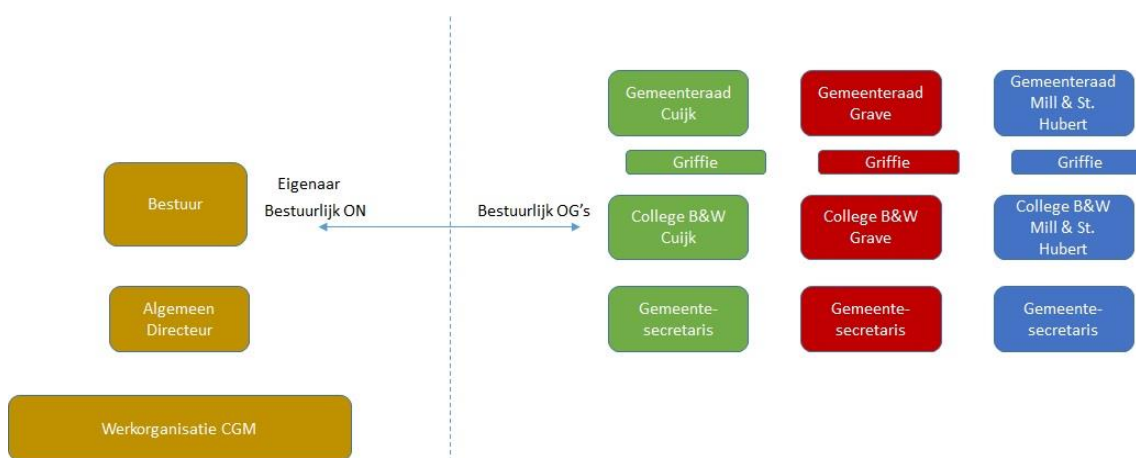 Gemeenteraad
Cuijk
Gemeenteraad
Grave
Gemeenteraad
Mill & St.
Hubert
Griffie
Griffie
Griffie
Bestuur
Eigenaar
Bestuurlijk ON
Bestuurlijk OG’s
College B&W
Cuijk
College B&W
Grave
College B&W
Mill & St.
Hubert
Algemeen
Directeur
Gemeente-
secretaris
Gemeente-
secretaris
Gemeente-
secretaris
Werkorganisatie CGM